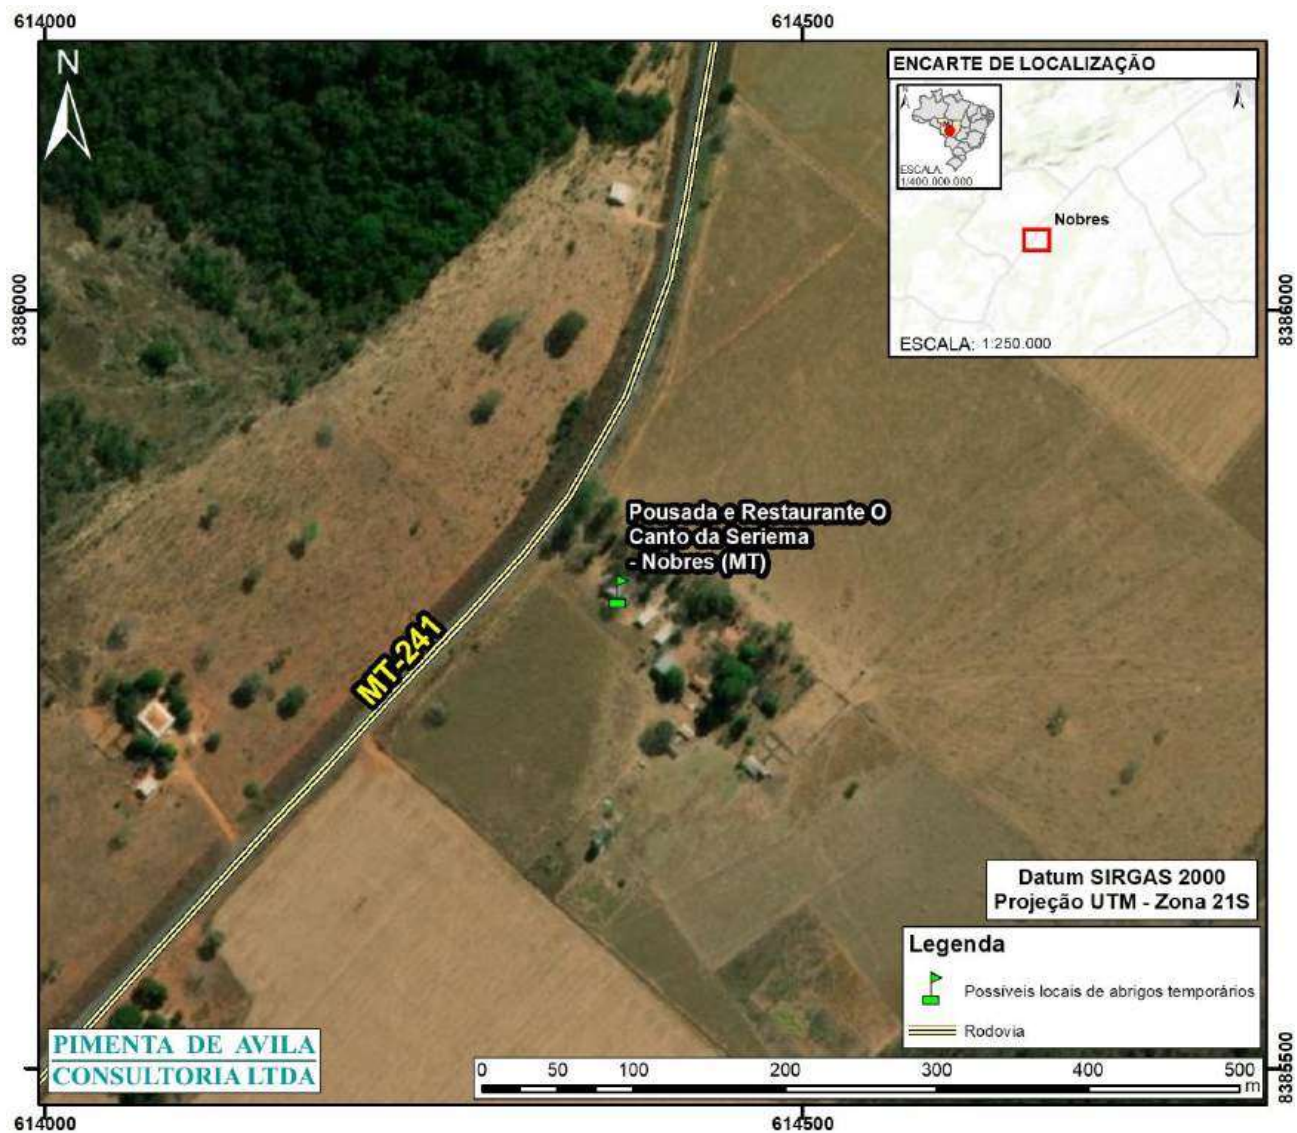 614000
614500
N
ENCARTE DE LOCALIZAÇÃO
N
N
ESCALA:
1/400.000.000
Nobres
ESCALA: 1:250.000
8386000
8386000
Pousada e Restaurante O
Canto da Seriema
- Nobres (MT)
MT-241
Datum SIRGAS 2000
Projeção UTM - Zona 21S
Legenda
Possíveis locais de abrigos temporários
Rodovia
PIMENTA DE AVILA
CONSULTORIA LTDA
0 50 100 200 300 400 500
m
8385500
614000
614500